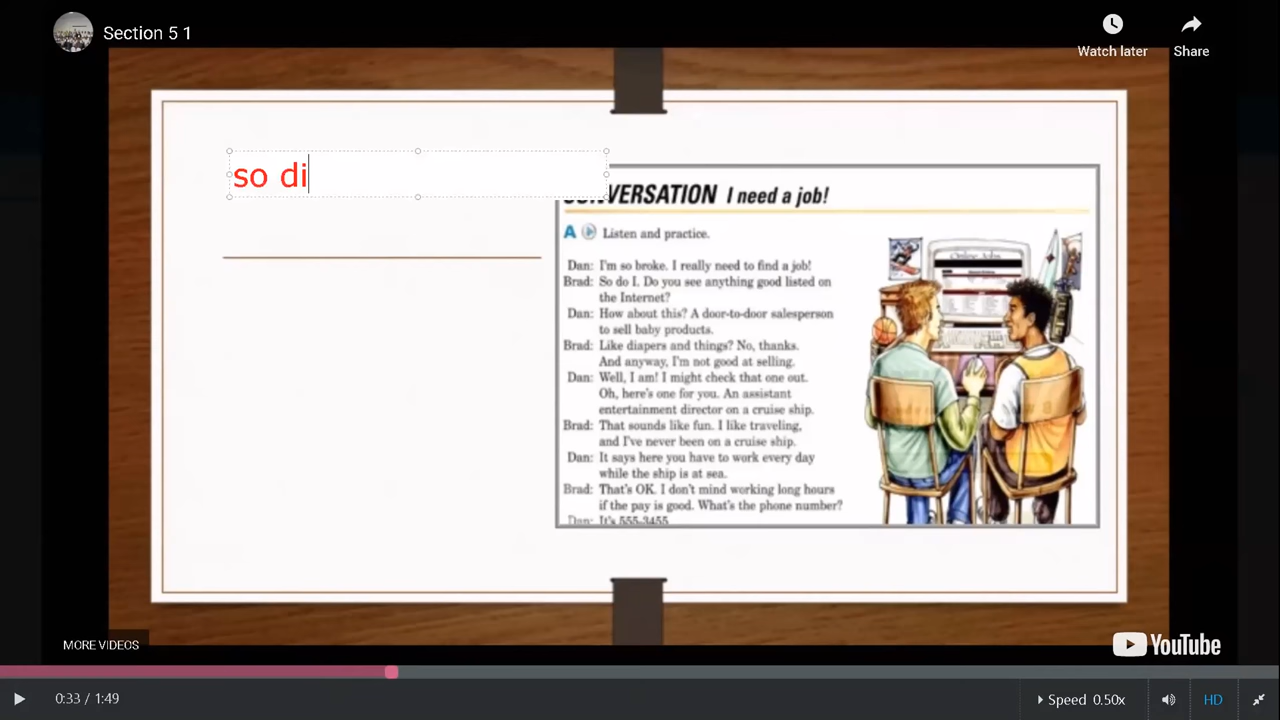 Section 5 1
Watch later
Share
so di
CONVERSATION I need a job!
A Listen and practice.
Dan: I'm so broke. I really need to find a job!
Brad: So do I. Do you see anything good listed on
the Internet?
Dan: How about this? A door-to-door salesperson
to sell baby products.
Brad: Like diapers and things? No, thanks.
And anyway, I'm not good at selling.
Dan: Well, I am! I might check that one out.
Oh, here's one for you. An assistant
entertainment director on a cruise ship.
Brad: That sounds like fun. I like traveling,
and I've never been on a cruise ship.
Dan: It says here you have to work every day
while the ship is at sea.
Brad: That's OK. I don't mind working long hours
if the pay is good. What's the phone number?
Dan: It's 555-3455
Online Jobs
MORE VIDEOS
YouTube
0:33 / 1:49
Speed 0.50x
HD